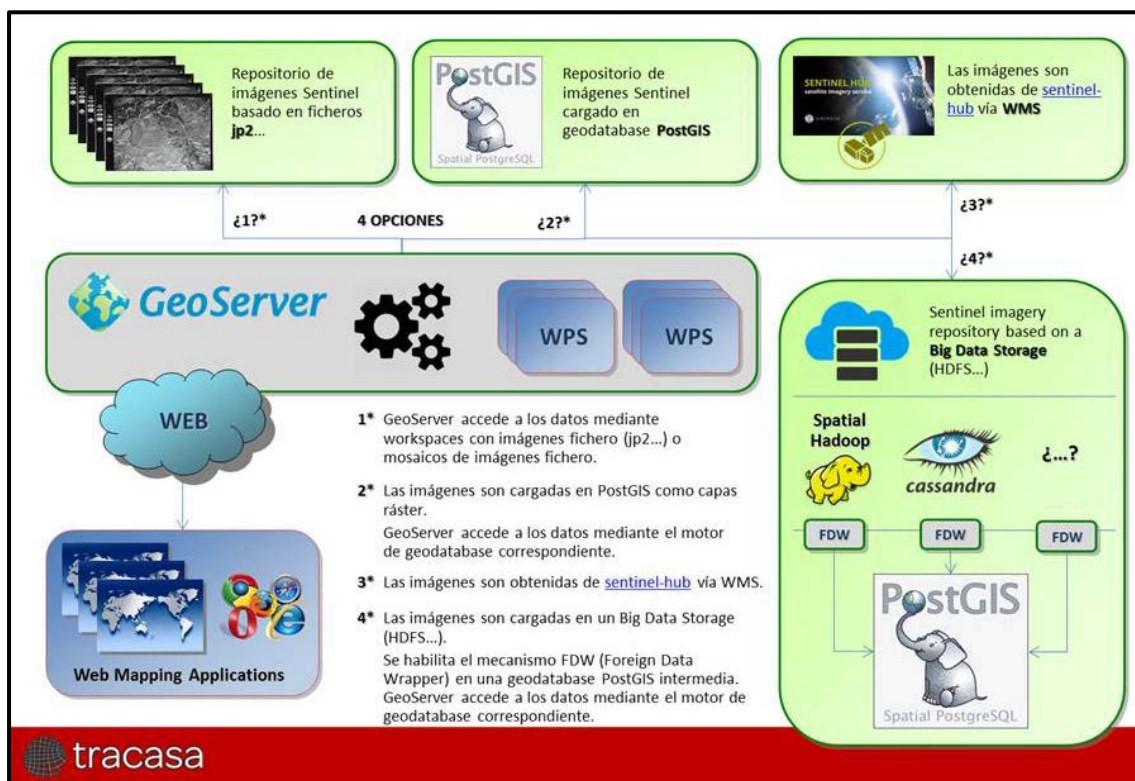 Repositorio de
imágenes Sentinel
basado en ficheros
jp2...
PostGIS
Spatial PostgreSQL
Repositorio de
imágenes Sentinel
cargado en
geodatabase PostGIS
SENTINEL HUB
satellite imagery service
Las imágenes son
obtenidas de sentinel-
hub vía WMS
¿1?*
4 OPCIONES
¿2?*
¿3?*
¿4?*
GeoServer
WPS
WPS
WEB
Web Mapping Applications
1* GeoServer accede a los datos mediante
workspaces con imágenes fichero (jp2...) o
mosaicos de imágenes fichero.
2* Las imágenes son cargadas en PostGIS como capas
ráster.
GeoServer accede a los datos mediante el motor
de geodatabase correspondiente.
3* Las imágenes son obtenidas de sentinel-hub vía WMS.
4* Las imágenes son cargadas en un Big Data Storage
(HDFS...).
Se habilita el mecanismo FDW (Foreign Data
Wrapper) en una geodatabase PostGIS intermedia.
GeoServer accede a los datos mediante el motor de
geodatabase correspondiente.
Sentinel imagery
repository based on a
Big Data Storage
(HDFS...)
Spatial
Hadoop
cassandra
¿...?
FDW
FDW
FDW
PostGIS
Spatial PostgreSQL
tracasa